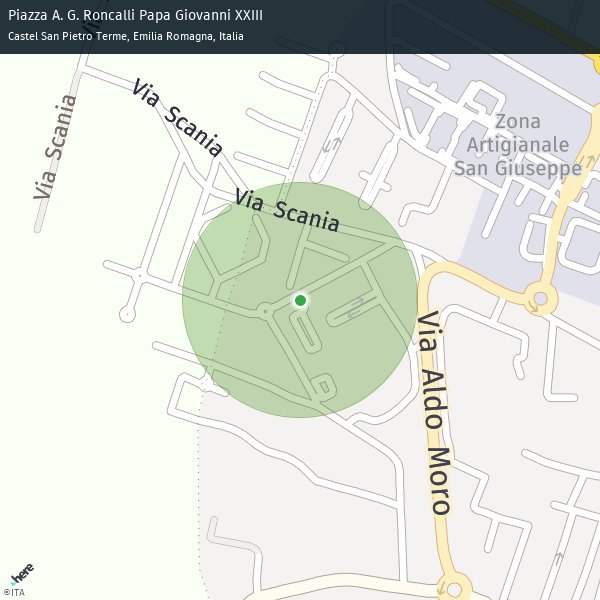 Piazza A. G. Roncalli Papa Giovanni XXIII
Castel San Pietro Terme, Emilia Romagna, Italia
Via Scania
Via Scania
Zona
Artigianale
San Giuseppe
Via Scania
Via Aldo Moro
here
©ITA